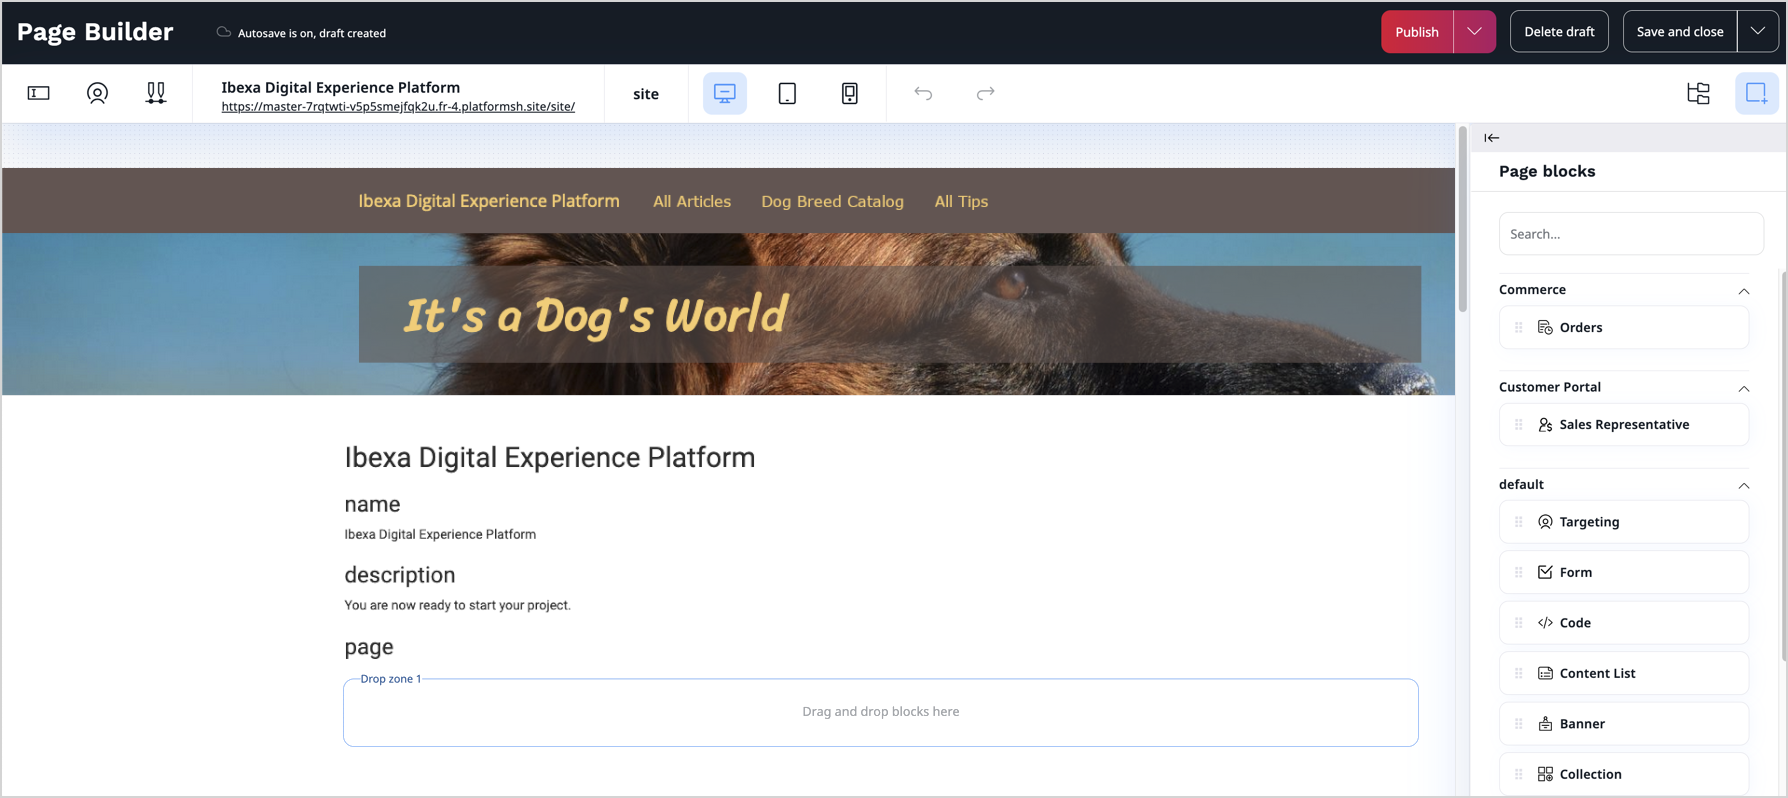 Page Builder
Autosave is on, draft created
Publish
Delete draft
Save and close
Ibexa Digital Experience Platform
https://master-7rqtwti-v5p5smejfqk2u.fr-4.platformsh.site/site/
site
Page blocks
Search...
Ibexa Digital Experience Platform All Articles Dog Breed Catalog All Tips
It's a Dog's World
Ibexa Digital Experience Platform
name
Ibexa Digital Experience Platform
description
You are now ready to start your project.
page
Drop zone 1
Drag and drop blocks here
Commerce
Orders
Customer Portal
Sales Representative
default
Targeting
Form
Code
Content List
Banner
Collection